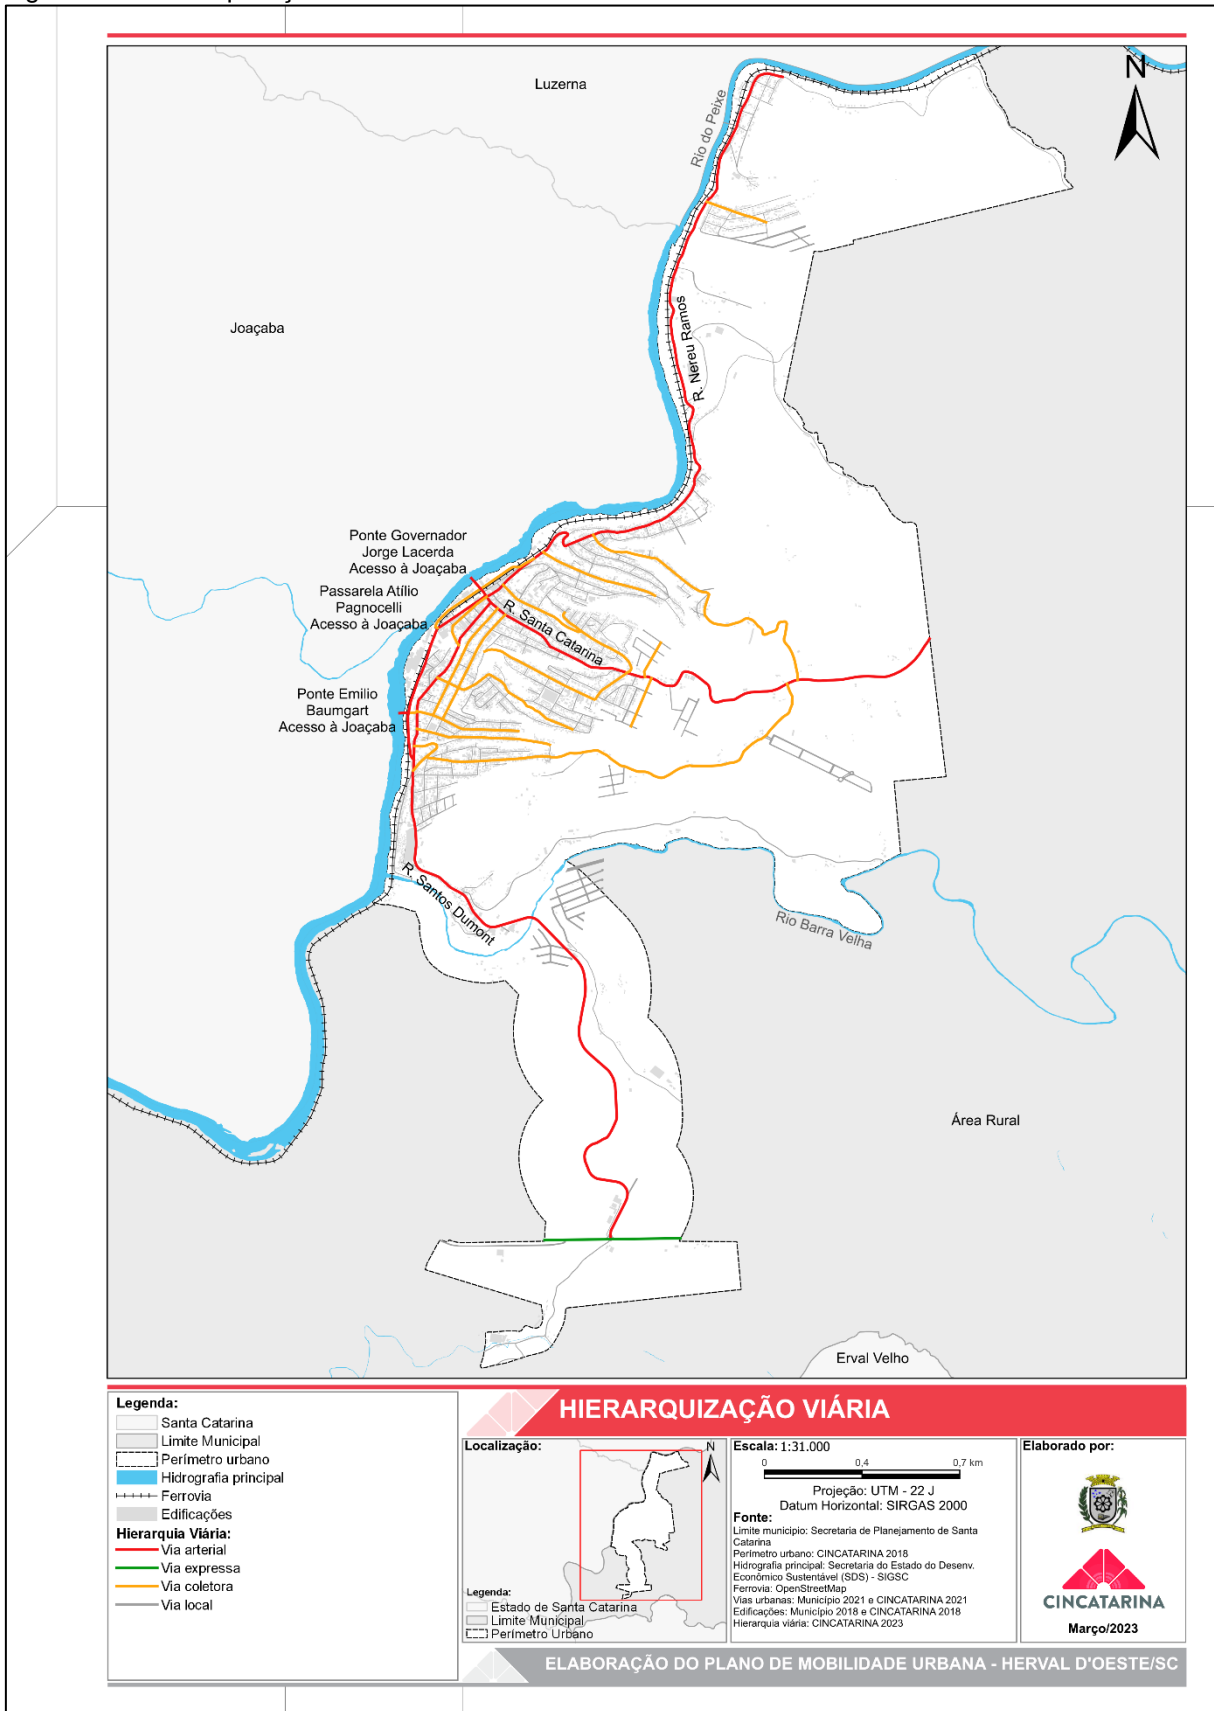 Luzerna
N
Rio do Peixe
Joaçaba
R. Nereu Ramos
Ponte Governador
Jorge Lacerda
Acesso à Joaçaba
Passarela Atílio
Pagnocelli
Acesso à Joaçaba
R. Santa Catarina
Ponte Emilio
Baumgart
Acesso à Joaçaba
R. Santos Dumont
Rio Barra Velha
Área Rural
Erval Velho
Legenda:
Santa Catarina
Limite Municipal
Perímetro urbano
Hidrografia principal
Ferrovia
Edificações
Hierarquia Viária:
Via arterial
Via expressa
Via coletora
Via local
HIERARQUIZAÇÃO VIÁRIA
Localização:
N
Legenda:
Estado de Santa Catarina
Limite Municipal
Perímetro Urbano
Escala: 1:31.000
0 0,4 0,7 km
Projeção: UTM - 22 J
Datum Horizontal: SIRGAS 2000
Fonte:
Limite município: Secretaria de Planejamento de Santa
Catarina
Perímetro urbano: CINCATARINA 2018
Hidrografia principal: Secretaria do Estado do Desenv.
Econômico Sustentável (SDS) - SIGSC
Ferrovia: OpenStreetMap
Vias urbanas: Município 2021 e CINCATARINA 2021
Edificações: Município 2018 e CINCATARINA 2018
Hierarquia viária: CINCATARINA 2023
Elaborado por:
CINCATARINA
Março/2023
ELABORAÇÃO DO PLANO DE MOBILIDADE URBANA - HERVAL D'OESTE/SC